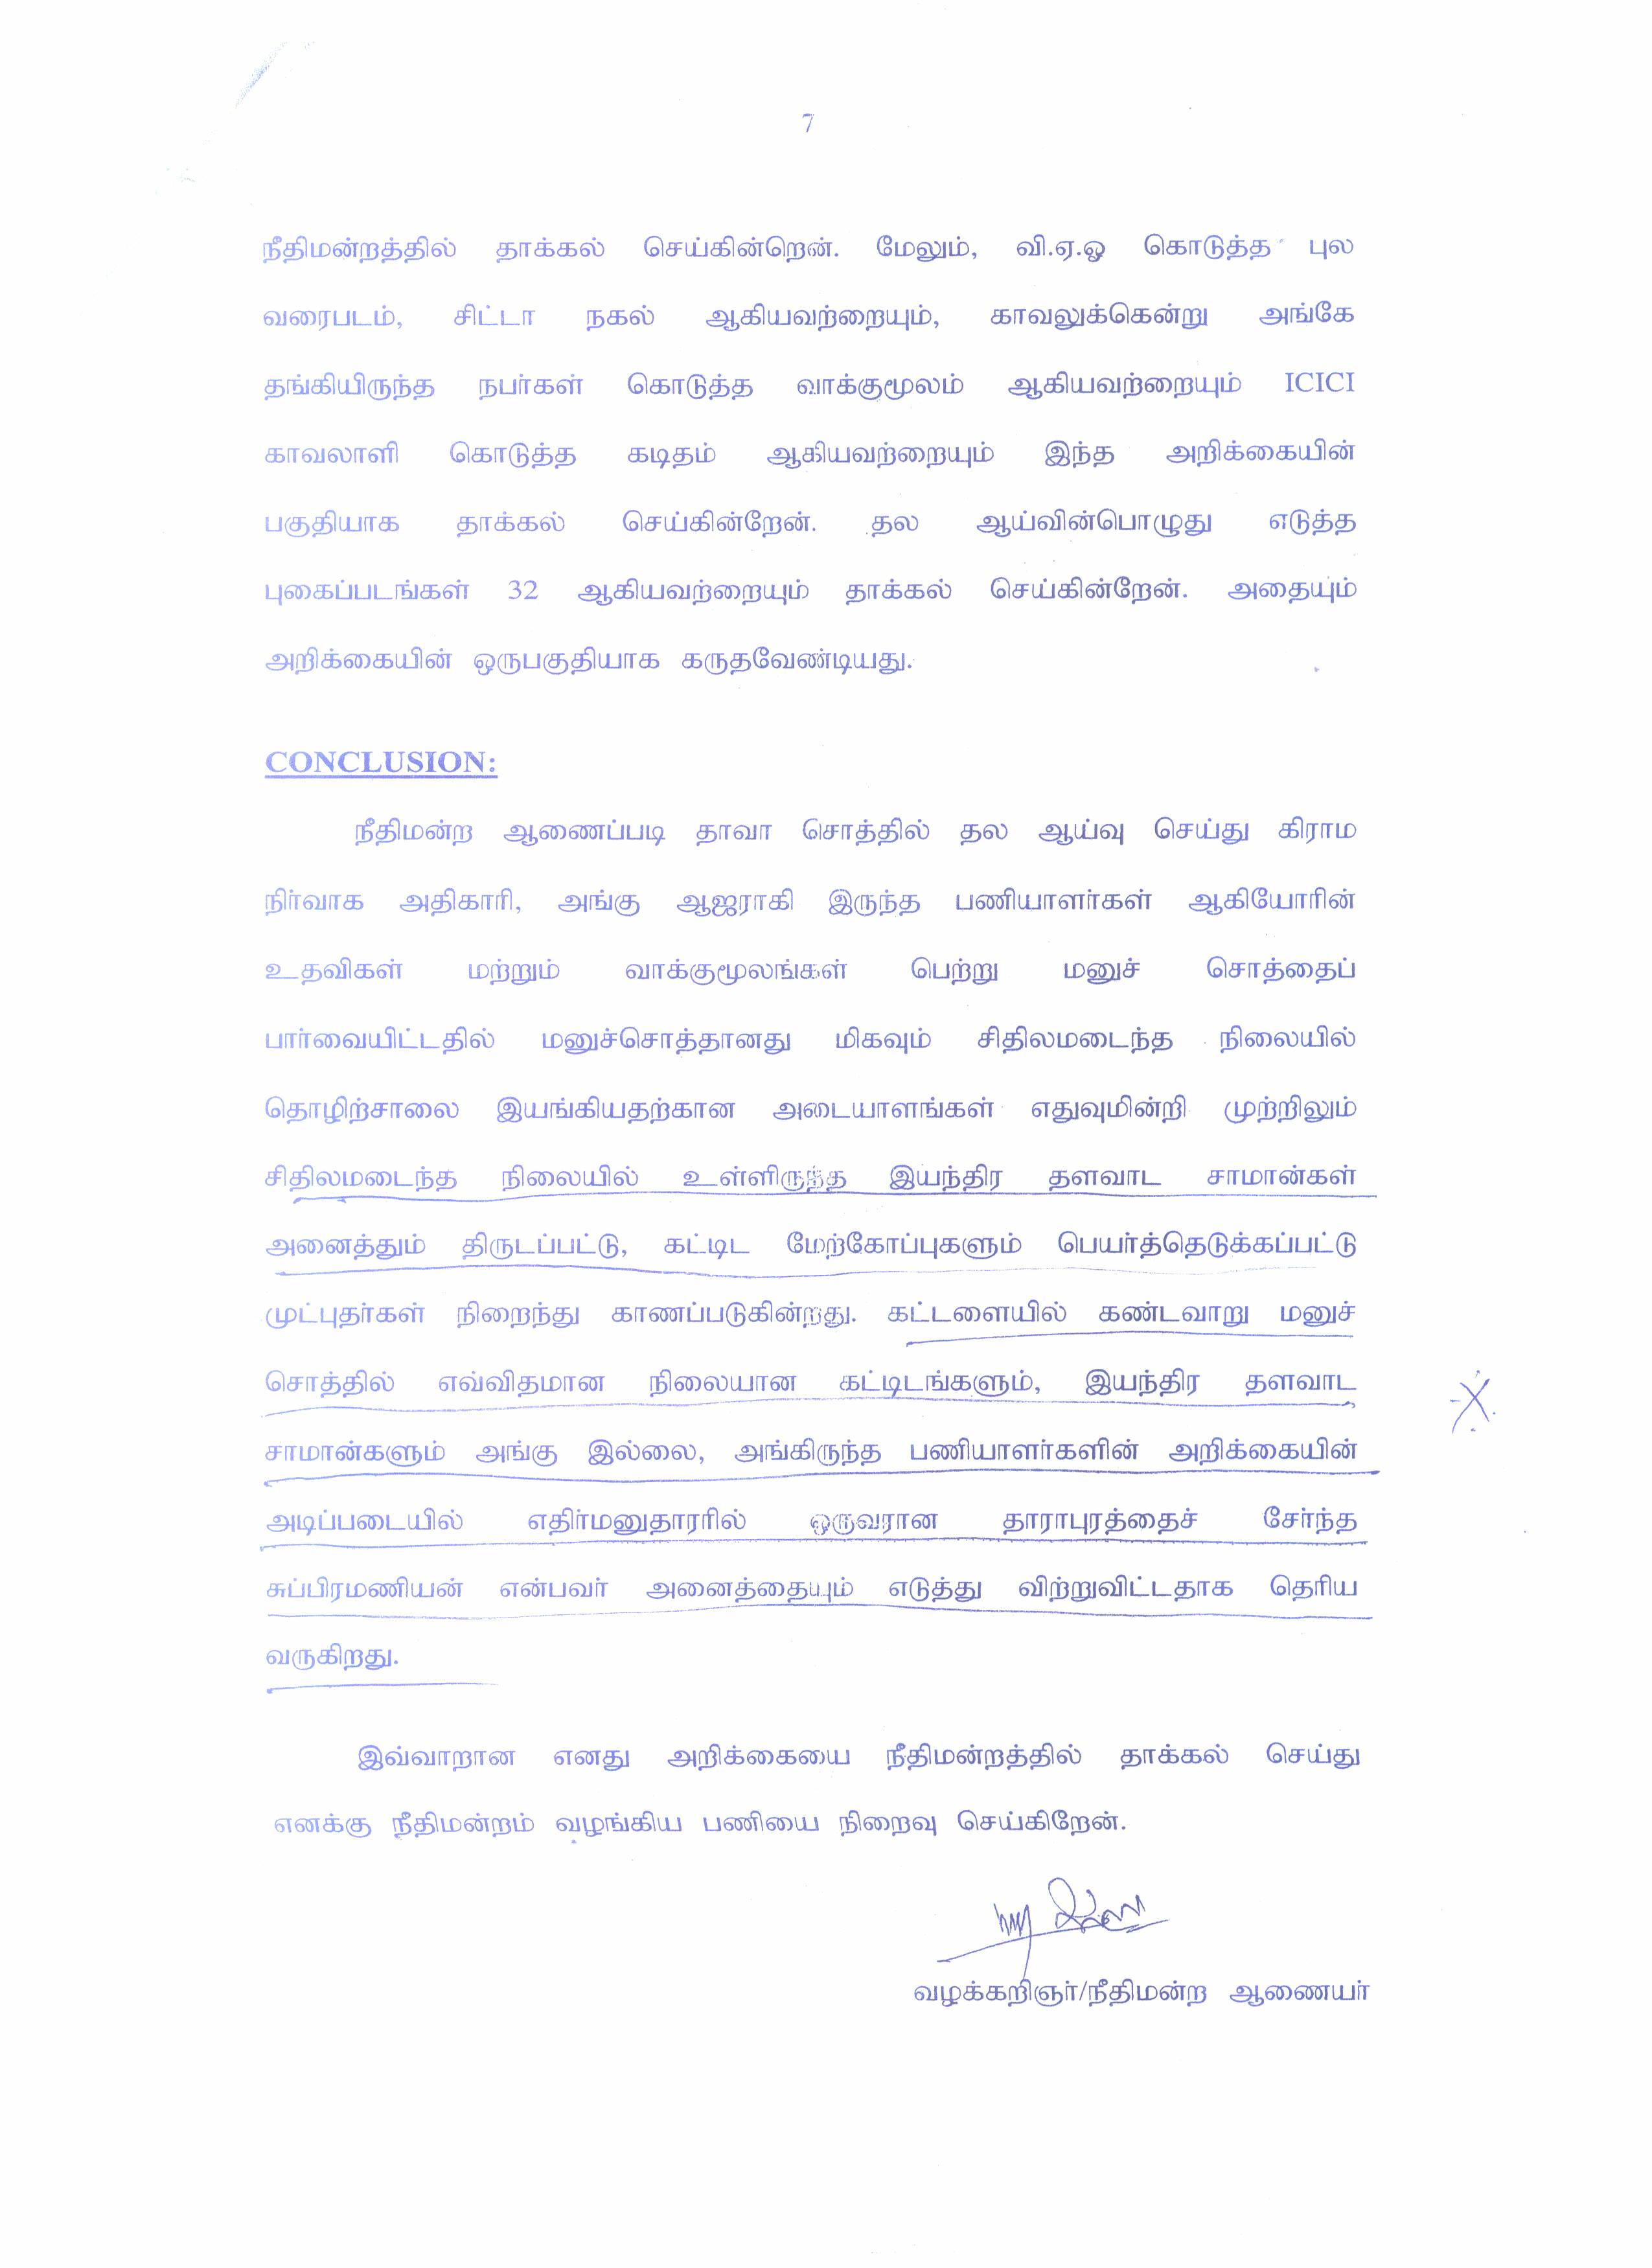 7
நீதிமன்றத்தில் தாக்கல் செய்கின்றென். மேலும், வி.ஏ.ஓ கொடுத்த புல
வரைபடம், சிட்டா நகல் ஆகியவற்றையும், காவலுக்கென்று அங்கே
தங்கியிருந்த நபர்கள் கொடுத்த வாக்குமூலம் ஆகியவற்றையும் ICICI
காவலாளி கொடுத்த கடிதம் ஆகியவற்றையும் இந்த அறிக்கையின்
பகுதியாக தாக்கல் செய்கின்றேன். தல ஆய்வின்பொழுது எடுத்த
புகைப்படங்கள் 32 ஆகியவற்றையும் தாக்கல் செய்கின்றேன். அதையும்
அறிக்கையின் ஒருபகுதியாக கருதவேண்டியது.
CONCLUSION:
நீதிமன்ற ஆணைப்படி தாவா சொத்தில் தல ஆய்வு செய்து கிராம
நிர்வாக அதிகாரி, அங்கு ஆஜராகி இருந்த பணியாளர்கள் ஆகியோரின்
உதவிகள் மற்றும் வாக்குமூலங்கள் பெற்று மனுச் சொத்தைப்
பார்வையிட்டதில் மனுச்சொத்தானது மிகவும் சிதிலமடைந்த நிலையில்
தொழிற்சாலை இயங்கியதற்கான அடையாளங்கள் எதுவுமின்றி முற்றிலும்
சிதிலமடைந்த நிலையில் உள்ளிருந்த இயந்திர தளவாட சாமான்கள்
அனைத்தும் திருடப்பட்டு, கட்டிட மேற்கோப்புகளும் பெயர்த்தெடுக்கப்பட்டு
முட்புதர்கள் நிறைந்து காணப்படுகின்றது. கட்டளையில் கண்டவாறு மனுச்
சொத்தில் எவ்விதமான நிலையான கட்டிடங்களும், இயந்திர தளவாட
சாமான்களும் அங்கு இல்லை, அங்கிருந்த பணியாளர்களின் அறிக்கையின்
அடிப்படையில் எதிர்மனுதாரரில் ஒருவரான தாராபுரத்தைச் சேர்ந்த
சுப்பிரமணியன் என்பவர் அனைத்தையும் எடுத்து விற்றுவிட்டதாக தெரிய
வருகிறது.
இவ்வாறான எனது அறிக்கையை நீதிமன்றத்தில் தாக்கல் செய்து
எனக்கு நீதிமன்றம் வழங்கிய பணியை நிறைவு செய்கிறேன்.
வழக்கறிஞர்/நீதிமன்ற ஆணையர்